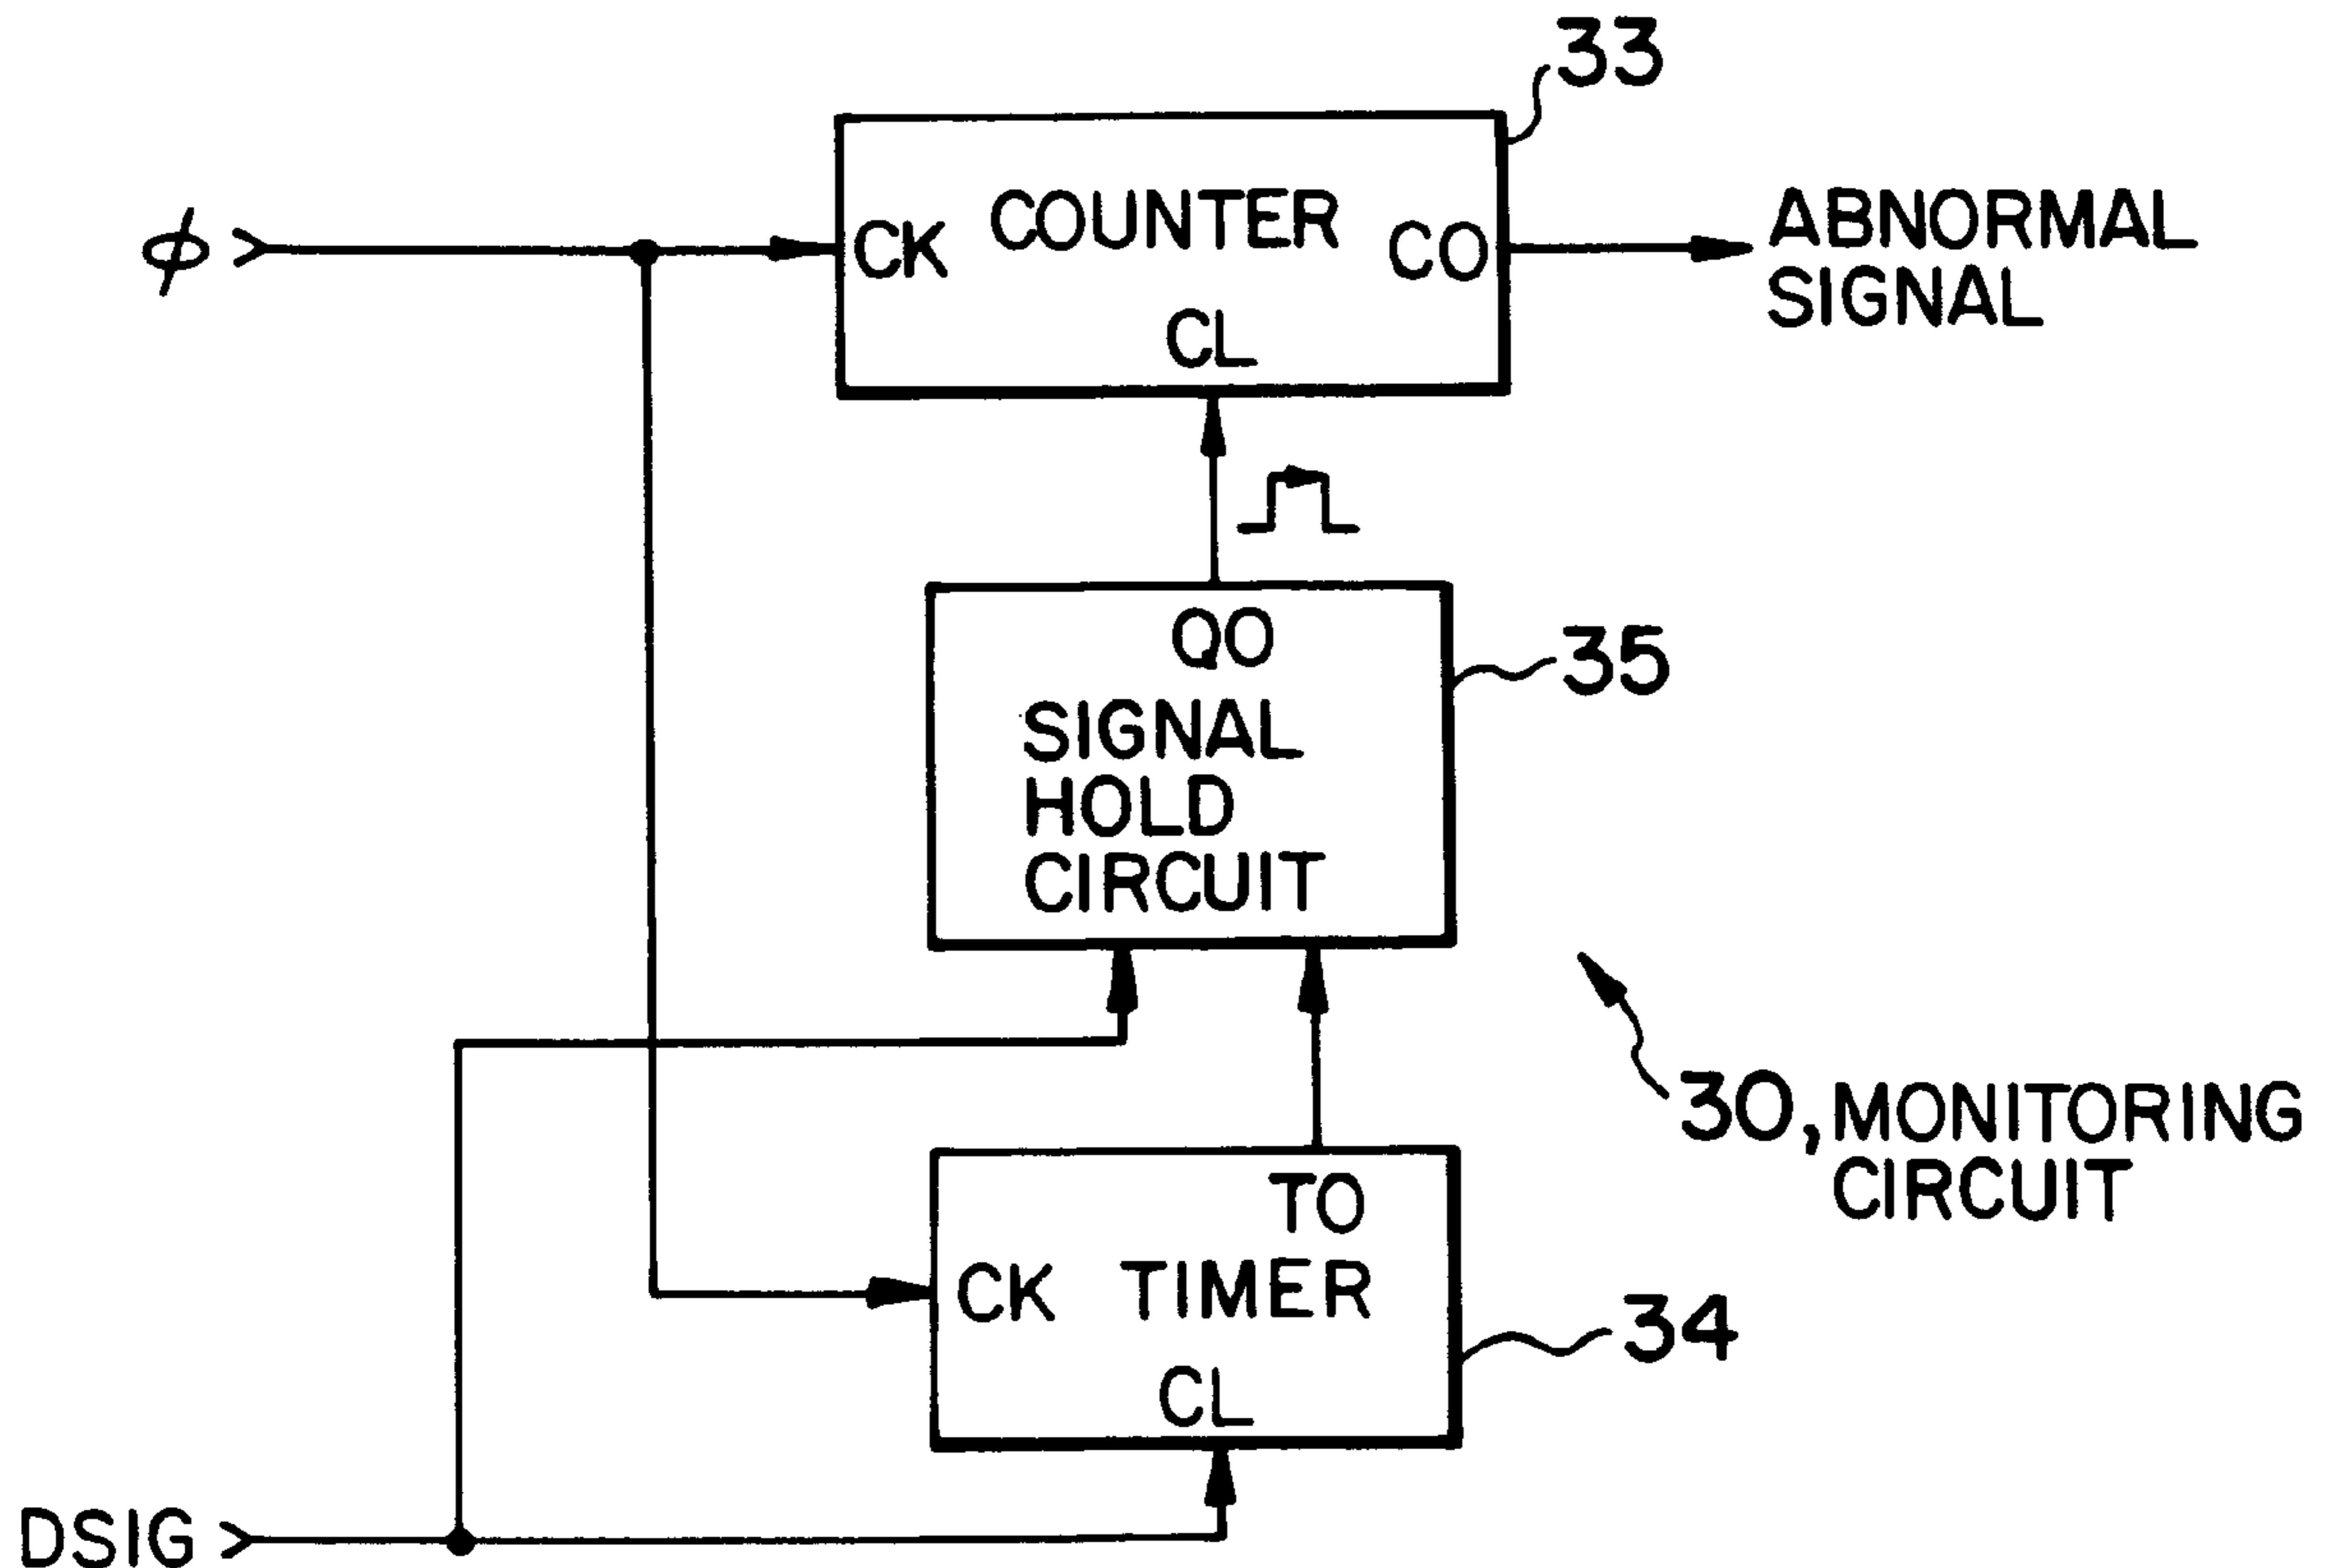 33
ϕ
CK
COUNTER
CO
CL
ABNORMAL
SIGNAL
QO
35
SIGNAL
HOLD
CIRCUIT
30, MONITORING
CIRCUIT
TO
CK
TIMER
34
CL
DSIG